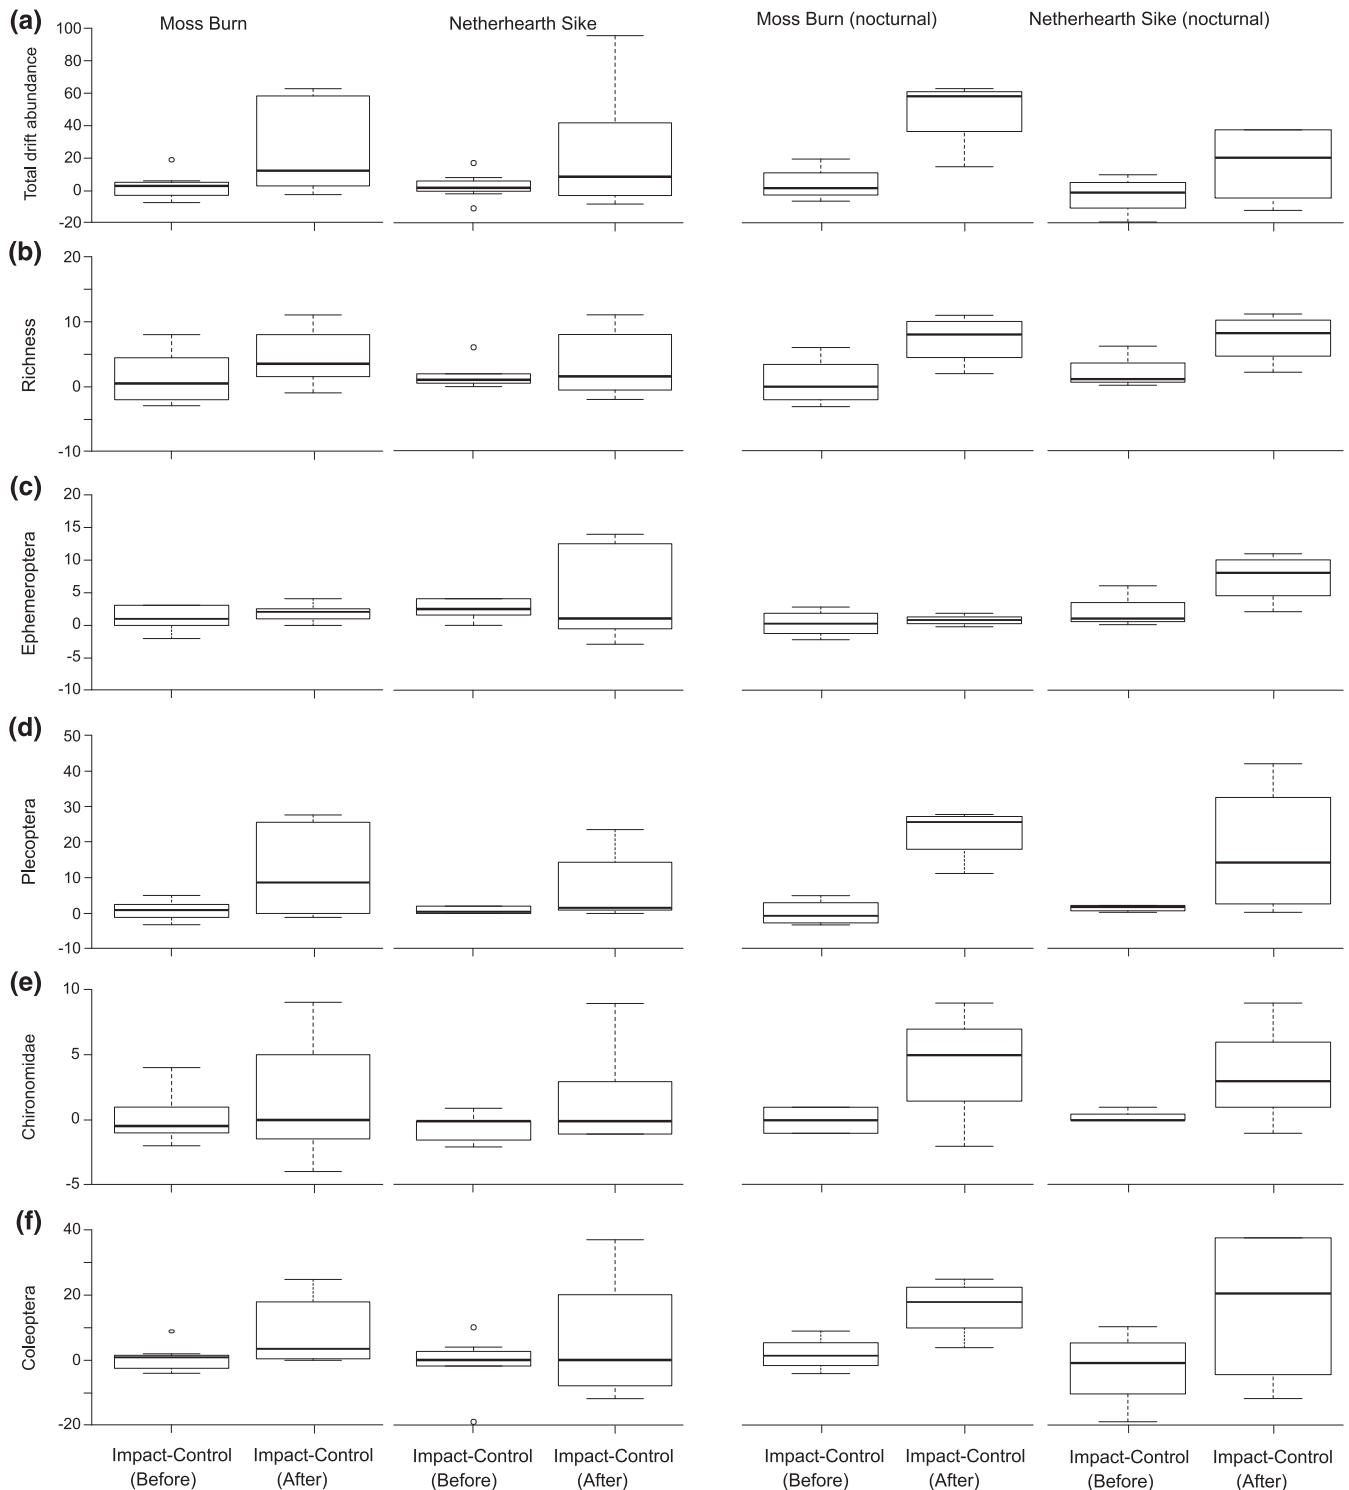 (a)
Moss Burn
Netherhearth Sike
Moss Burn (nocturnal)
Netherhearth Sike (nocturnal)
Total drift abundance
100
80
60
40
20
0
-20
(b)
Richness
20
10
0
-10
(c)
Ephemeroptera
20
15
10
5
0
-5
-10
(d)
Plecoptera
50
40
30
20
10
0
-10
(e)
Chironomidae
10
5
0
-5
(f)
Coleoptera
40
20
0
-20
Impact-Control
(Before)
Impact-Control
(After)
Impact-Control
(Before)
Impact-Control
(After)
Impact-Control
(Before)
Impact-Control
(After)
Impact-Control
(Before)
Impact-Control
(After)